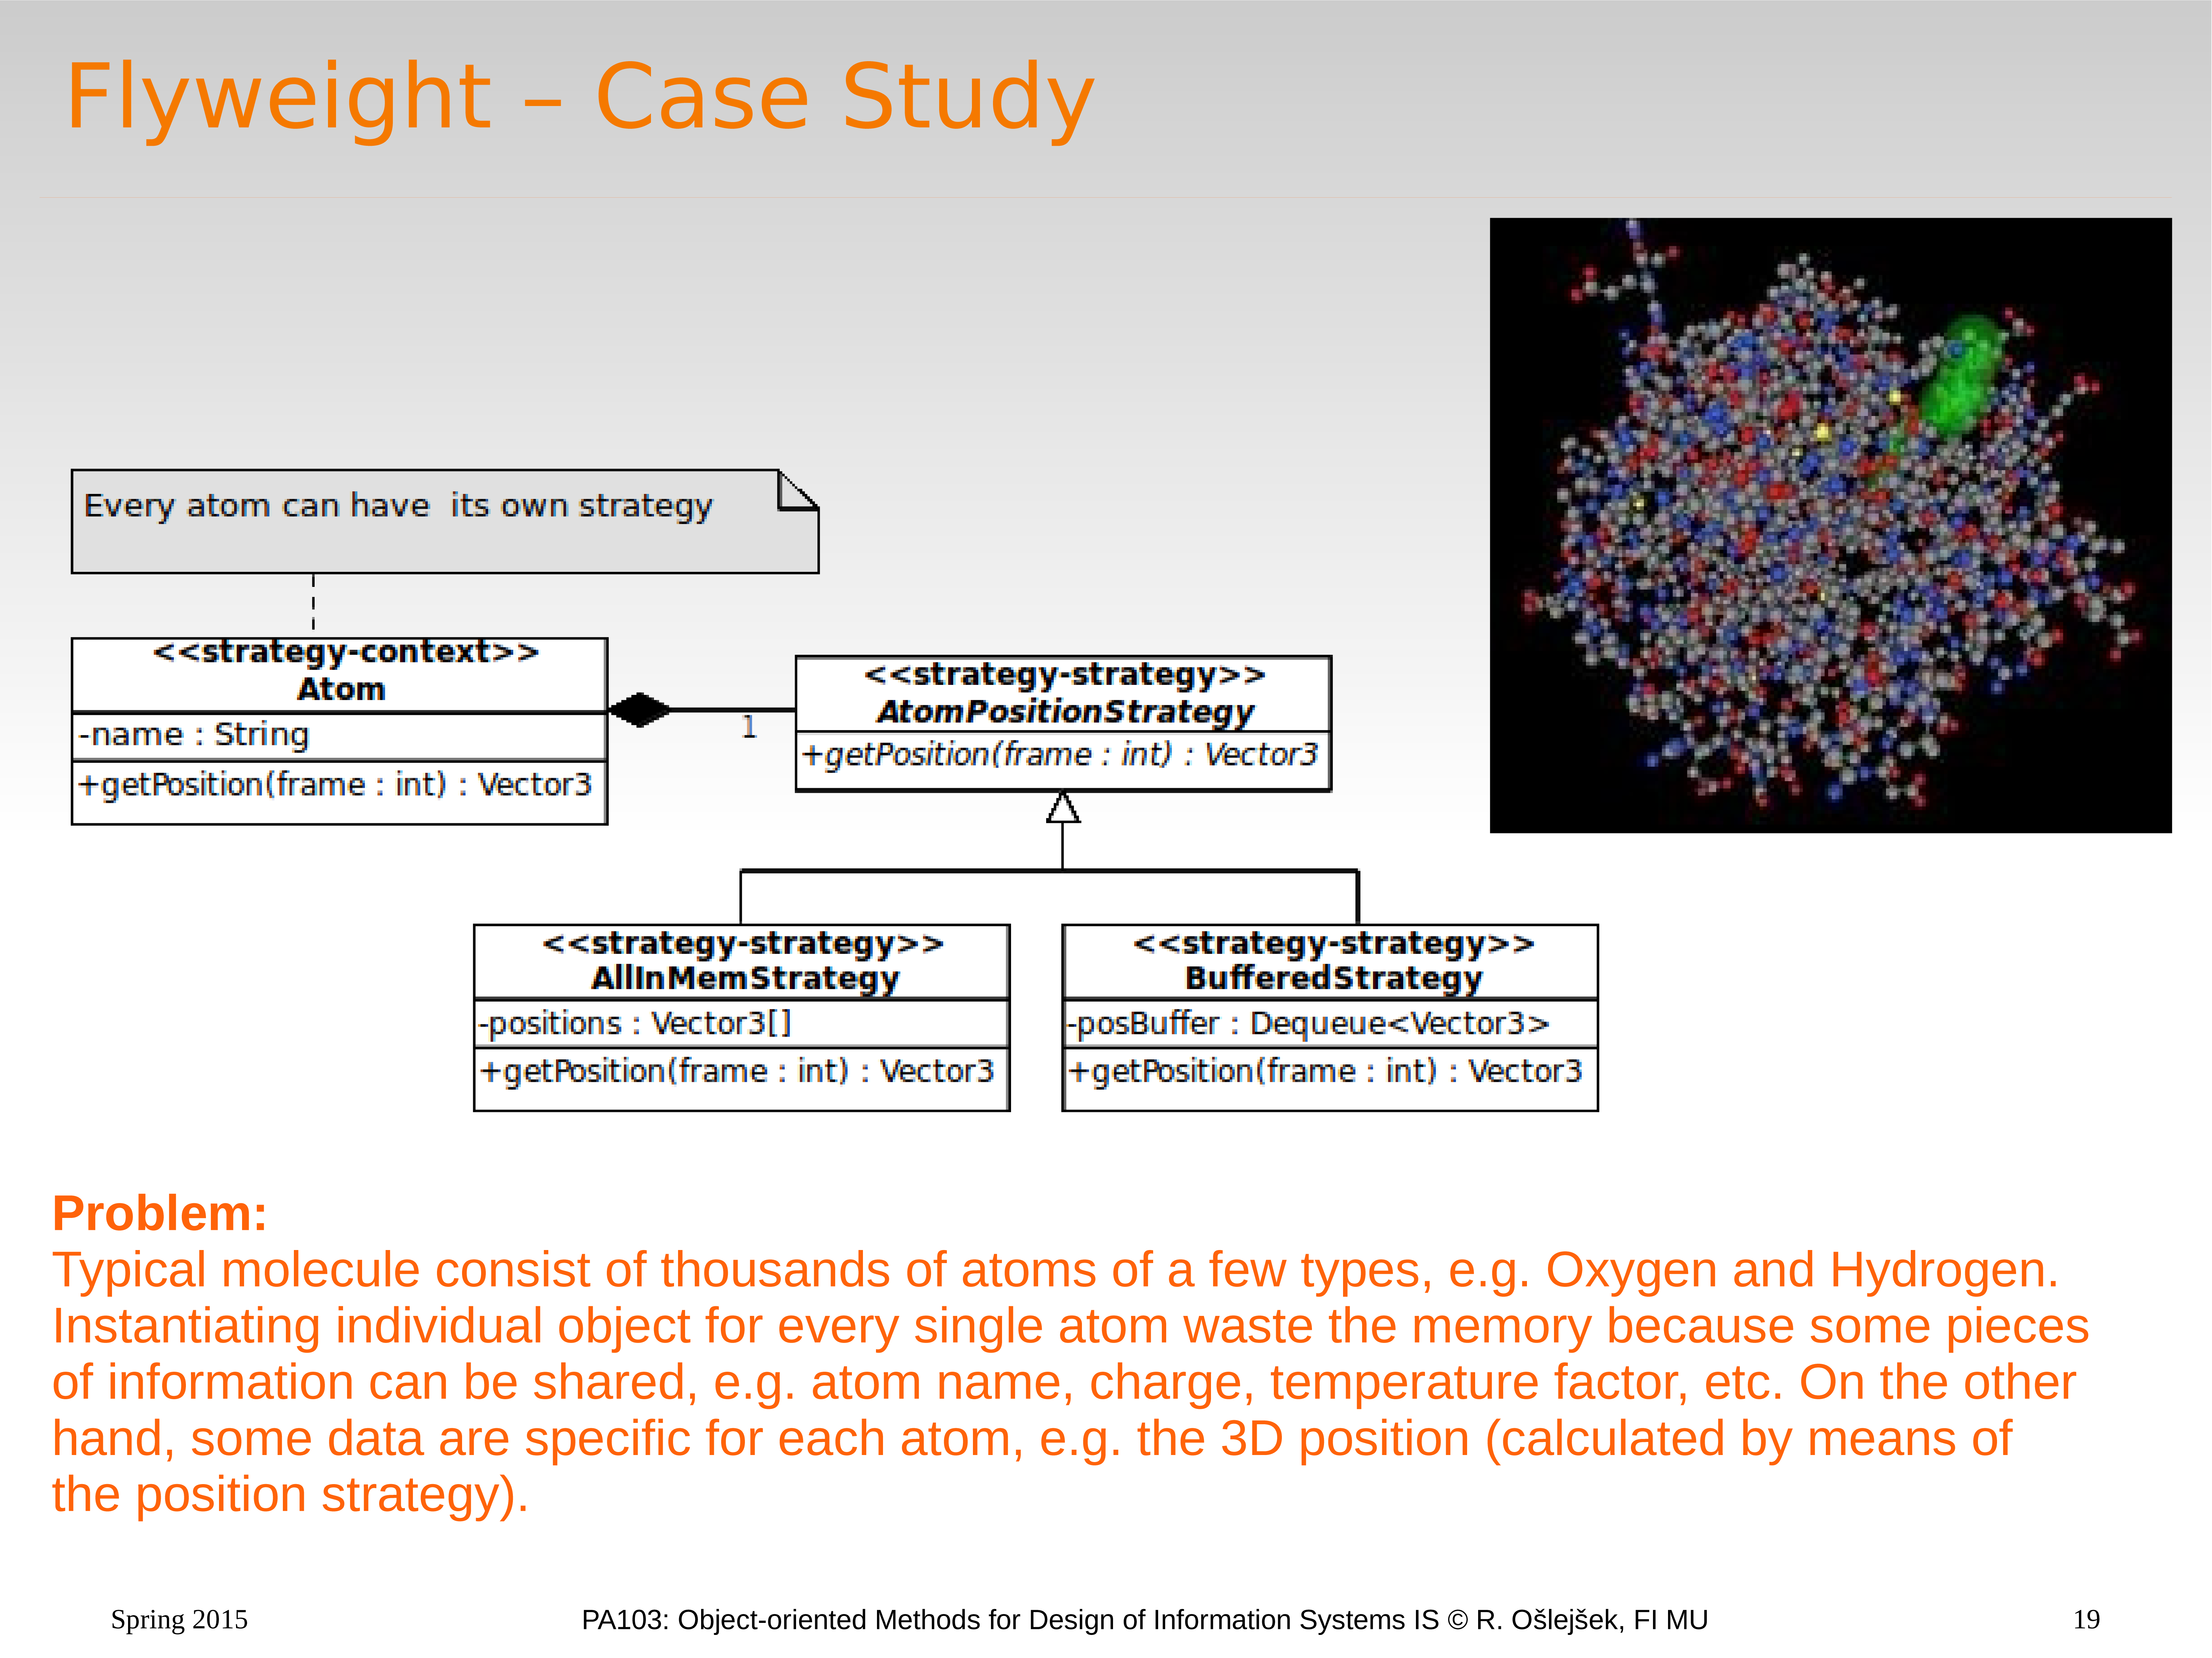 Flyweight – Case Study
Every atom can have its own strategy
<<strategy-context>>
Atom
-name : String
+getPosition(frame : int) : Vector3
1
<<strategy-strategy>>
AtomPositionStrategy
+getPosition(frame : int) : Vector3
<<strategy-strategy>>
AllInMemStrategy
-positions : Vector3[]
+getPosition(frame : int) : Vector3
<<strategy-strategy>>
BufferedStrategy
-posBuffer : Dequeue<Vector3>
+getPosition(frame : int) : Vector3
Problem:
Typical molecule consist of thousands of atoms of a few types, e.g. Oxygen and Hydrogen.
Instantiating individual object for every single atom waste the memory because some pieces
of information can be shared, e.g. atom name, charge, temperature factor, etc. On the other
hand, some data are specific for each atom, e.g. the 3D position (calculated by means of
the position strategy).
Spring 2015
PA103: Object-oriented Methods for Design of Information Systems IS © R. Ošlejšek, FI MU
19